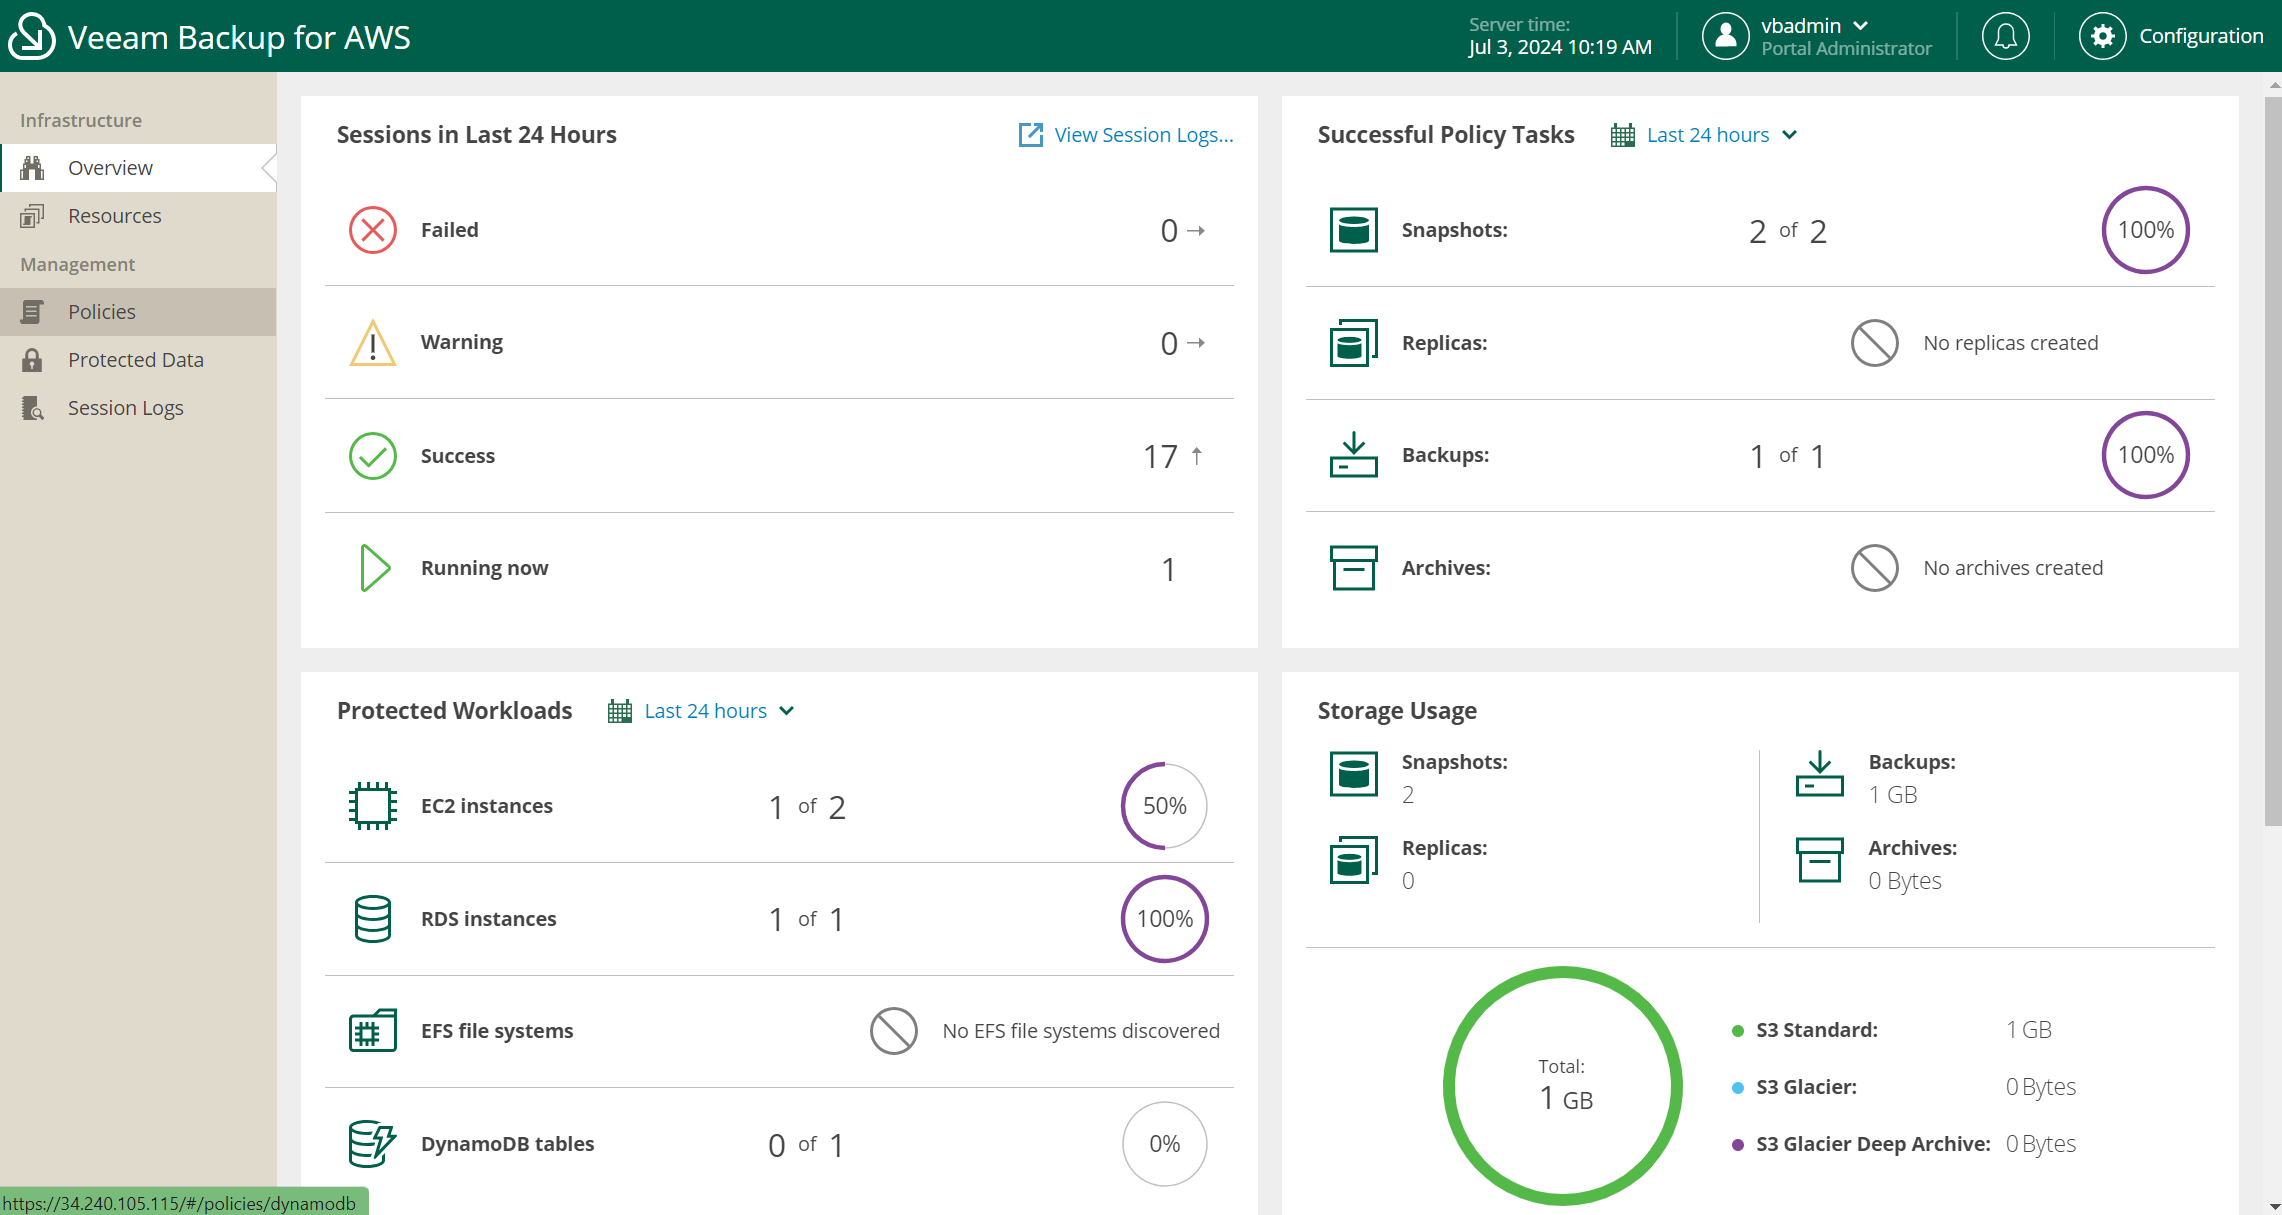 Veeam Backup for AWS
Server time:
Jul 3, 2024 10:19 AM
vbadmin
Portal Administrator
Configuration
Infrastructure
Overview
Resources
Management
Policies
Protected Data
Session Logs
Sessions in Last 24 Hours
View Session Logs...
Failed 0
Warning 0
Success 17
Running now 1
Successful Policy Tasks Last 24 hours
Snapshots: 2 of 2 100%
Replicas: No replicas created
Backups: 1 of 1 100%
Archives: No archives created
Protected Workloads Last 24 hours
EC2 instances 1 of 2 50%
RDS instances 1 of 1 100%
EFS file systems No EFS file systems discovered
DynamoDB tables 0 of 1 0%
Storage Usage
Snapshots:
2
Replicas:
0
Backups:
1 GB
Archives:
0 Bytes
Total:
1 GB
S3 Standard: 1 GB
S3 Glacier: 0 Bytes
S3 Glacier Deep Archive: 0 Bytes
https://34.240.105.115/#/policies/dynamodb